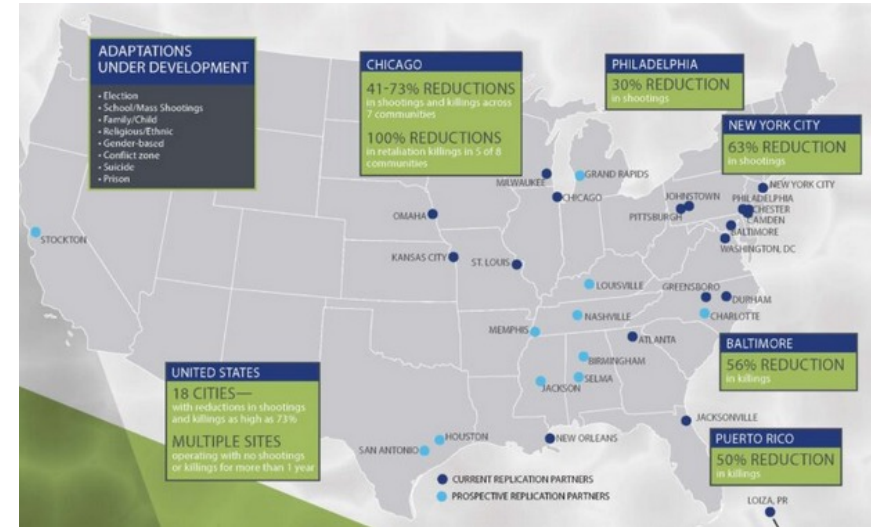 ADAPTATIONS
UNDER DEVELOPMENT
• Election
• School/Mass Shootings
• Family/Child
• Religious/Ethnic
• Gender-based
• Conflict zone
• Suicide
• Prison
CHICAGO
41-73% REDUCTIONS
in shootings and killings across
7 communities
100% REDUCTIONS
in retaliation killings in 5 of 8
communities
PHILADELPHIA
30% REDUCTION
in shootings
NEW YORK CITY
63% REDUCTION
in shootings
MILWAUKEE
GRAND RAPIDS
CHICAGO
JOHNSTOWN
NEW YORK CITY
PHILADELPHIA
CHESTER
CAMDEN
PITTSBURGH
BALTIMORE
WASHINGTON, DC
OMAHA
STOCKTON
KANSAS CITY
ST. LOUIS
LOUISVILLE
GREENSBORO
DURHAM
NASHVILLE
CHARLOTTE
MEMPHIS
ATLANTA
BIRMINGHAM
SELMA
JACKSON
BALTIMORE
56% REDUCTION
in killings
UNITED STATES
18 CITIES—
with reductions in shootings
and killings as high as 73%
MULTIPLE SITES
operating with no shootings
or killings for more than 1 year
JACKSONVILLE
HOUSTON
SAN ANTONIO
NEW ORLEANS
PUERTO RICO
50% REDUCTION
in killings
CURRENT REPLICATION PARTNERS
PROSPECTIVE REPLICATION PARTNERS
LOIZA, PR